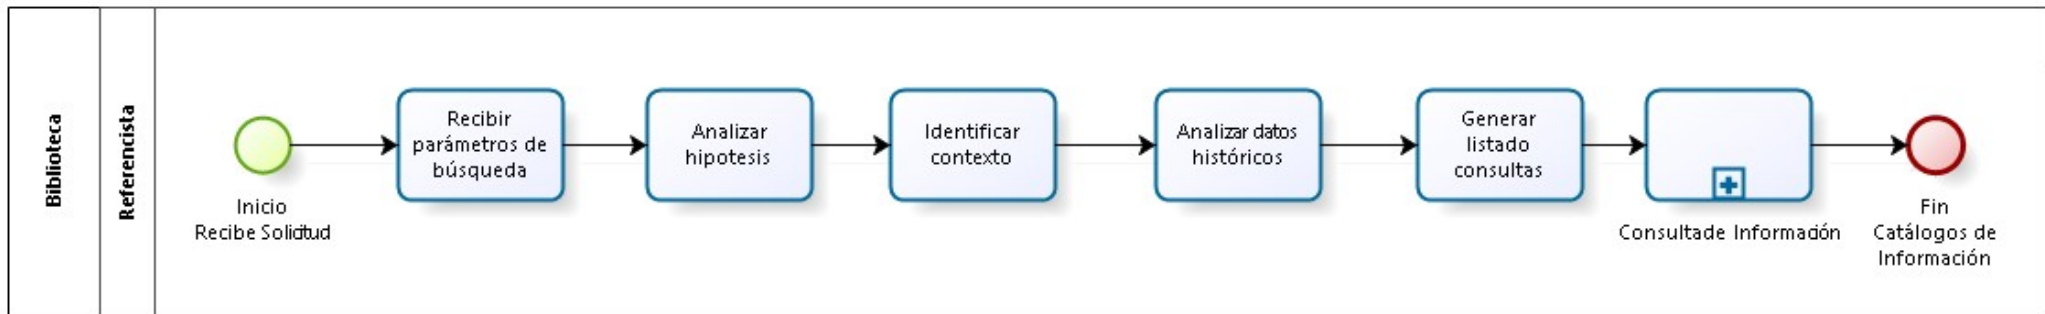 Biblioteca
Referencista
Inicio
Recibe Solicitud
Recibir
parámetros de
búsqueda
Analizar
hipotesis
Identificar
contexto
Analizar datos
históricos
Generar
listado
consultas
Consultade Información
Fin
Catálogos de
Información